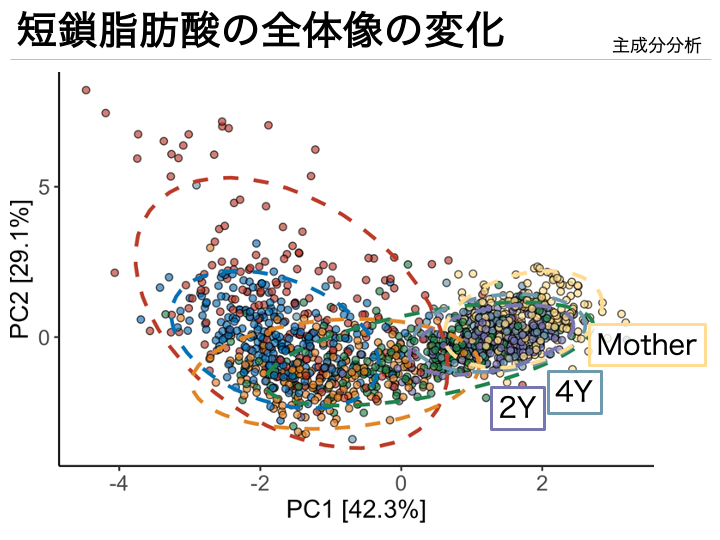 短鎖脂肪酸の全体像の変化
主成分分析
5
0
PC2 [29.1%]
Mother
4Y
2Y
-4 -2 0 2
PC1 [42.3%]